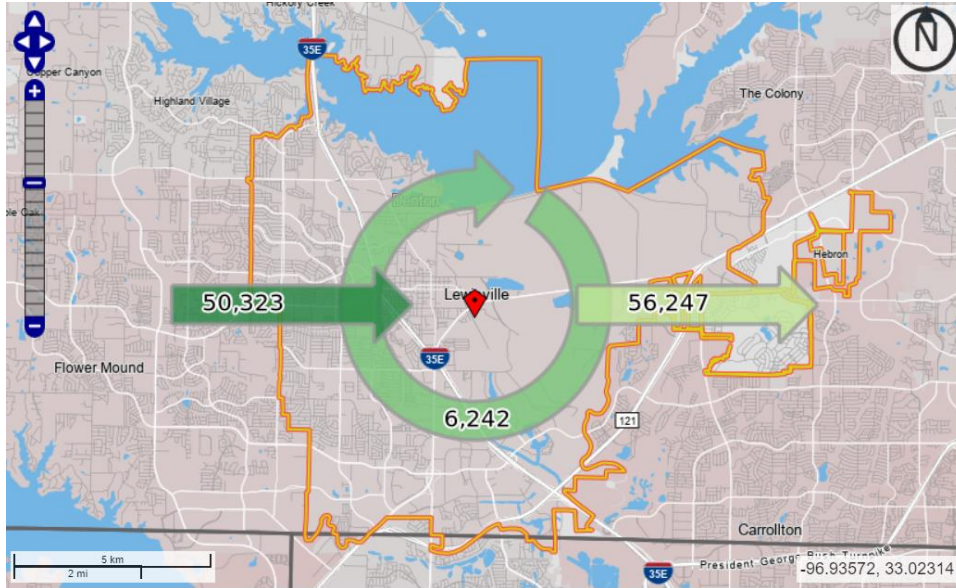 Hickory Creek
35E
N
Copper Canyon
Highland Village
The Colony
Denton
Hebron
50,323
Lewisville
56,247
35E
Flower Mound
6,242
121
Carrollton
5 km
2 mi
35E
President George Bush Turnpike
-96.93572, 33.02314